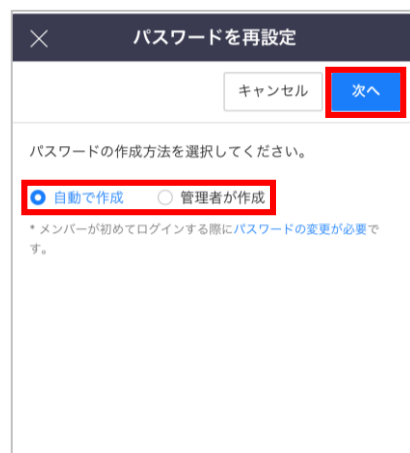 パスワードを再設定
キャンセル 次へ
パスワードの作成方法を選択してください。
自動で作成 管理者が作成
* メンバーが初めてログインする際にパスワードの変更が必要で
す。